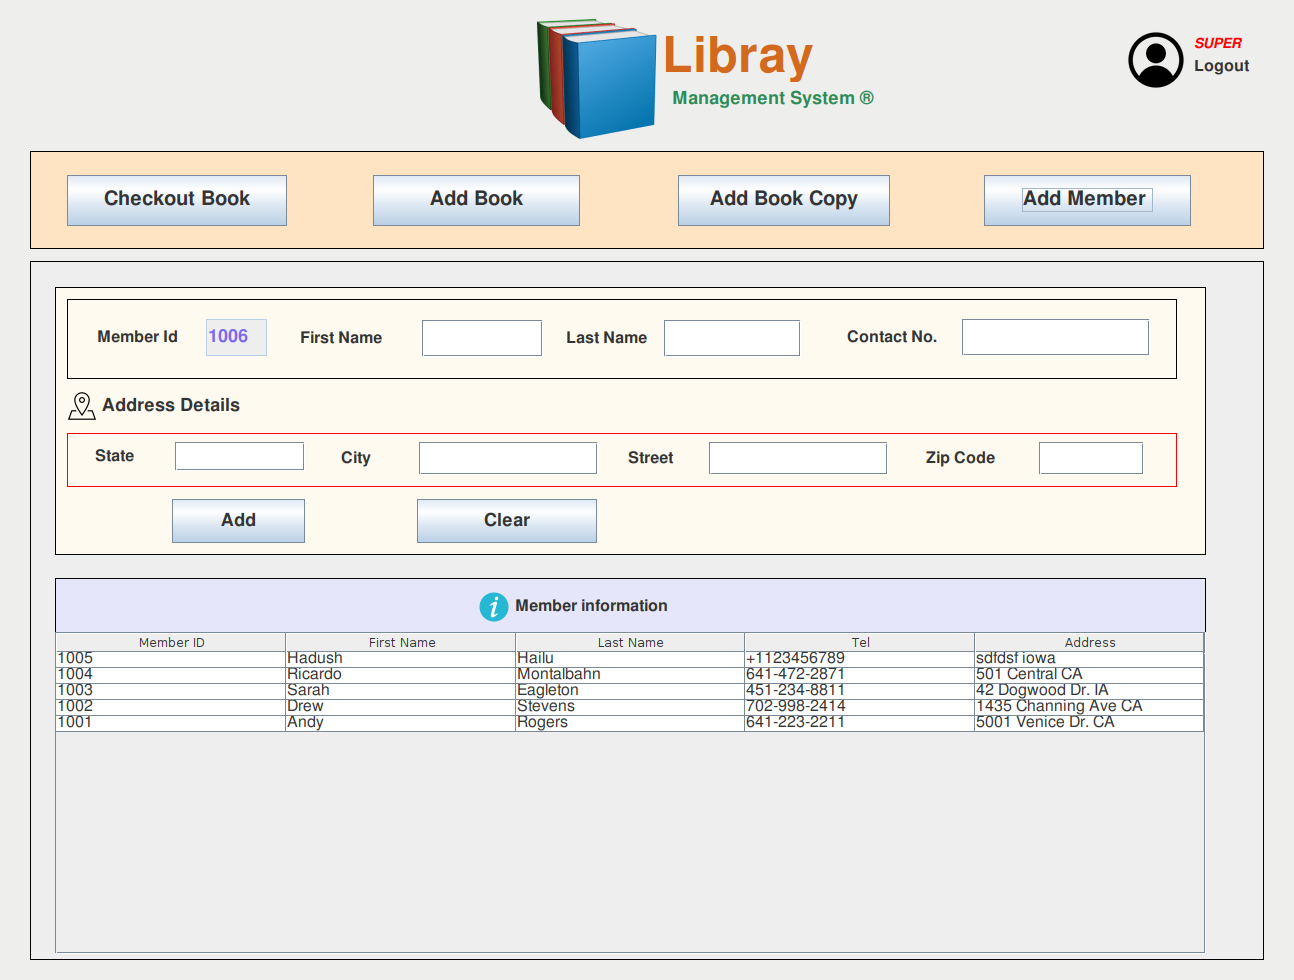 Libray
Management System ®
SUPER
Logout
Checkout Book Add Book Add Book Copy Add Member
Member Id 1006 First Name Last Name Contact No.
Address Details
State City Street Zip Code
Add Clear
Member information
Member ID First Name Last Name Tel Address
1005 Hadush Hailu +1123456789 sdfdsf iowa
1004 Ricardo Montalbahn 641-472-2871 501 Central CA
1003 Sarah Eagleton 451-234-8811 42 Dogwood Dr. IA
1002 Drew Stevens 702-998-2414 1435 Channing Ave CA
1001 Andy Rogers 641-223-2211 5001 Venice Dr. CA